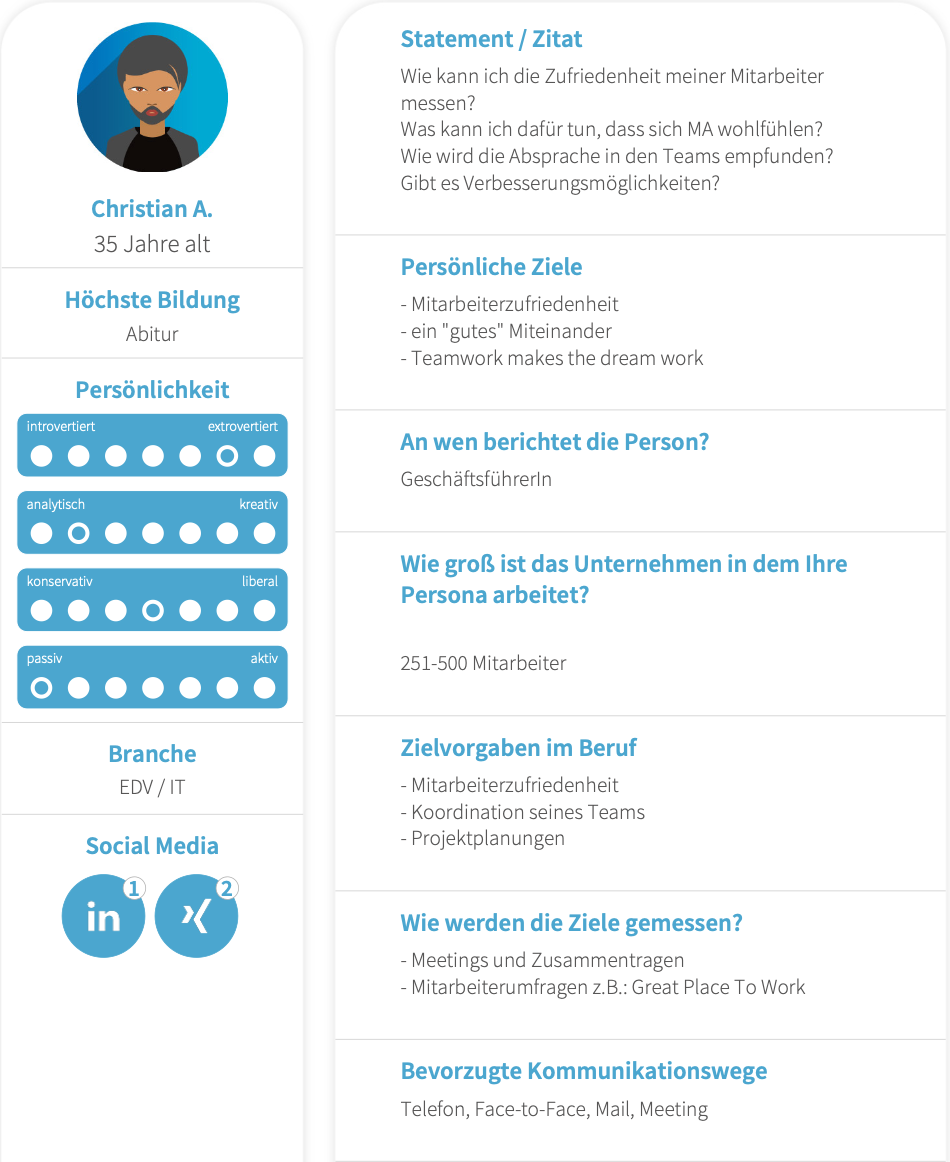 Christian A.
35 Jahre alt
Höchste Bildung
Abitur
Persönlichkeit
introvertiert extrovertiert
analytisch kreativ
konservativ liberal
passiv aktiv
Branche
EDV / IT
Social Media
in 1 2
Statement / Zitat
Wie kann ich die Zufriedenheit meiner Mitarbeiter
messen?
Was kann ich dafür tun, dass sich MA wohlfühlen?
Wie wird die Absprache in den Teams empfunden?
Gibt es Verbesserungsmöglichkeiten?
Persönliche Ziele
- Mitarbeiterzufriedenheit
- ein "gutes" Miteinander
- Teamwork makes the dream work
An wen berichtet die Person?
GeschäftsführerIn
Wie groß ist das Unternehmen in dem Ihre
Persona arbeitet?
251-500 Mitarbeiter
Zielvorgaben im Beruf
- Mitarbeiterzufriedenheit
- Koordination seines Teams
- Projektplanungen
Wie werden die Ziele gemessen?
- Meetings und Zusammentragen
- Mitarbeiterumfragen z.B.: Great Place To Work
Bevorzugte Kommunikationswege
Telefon, Face-to-Face, Mail, Meeting